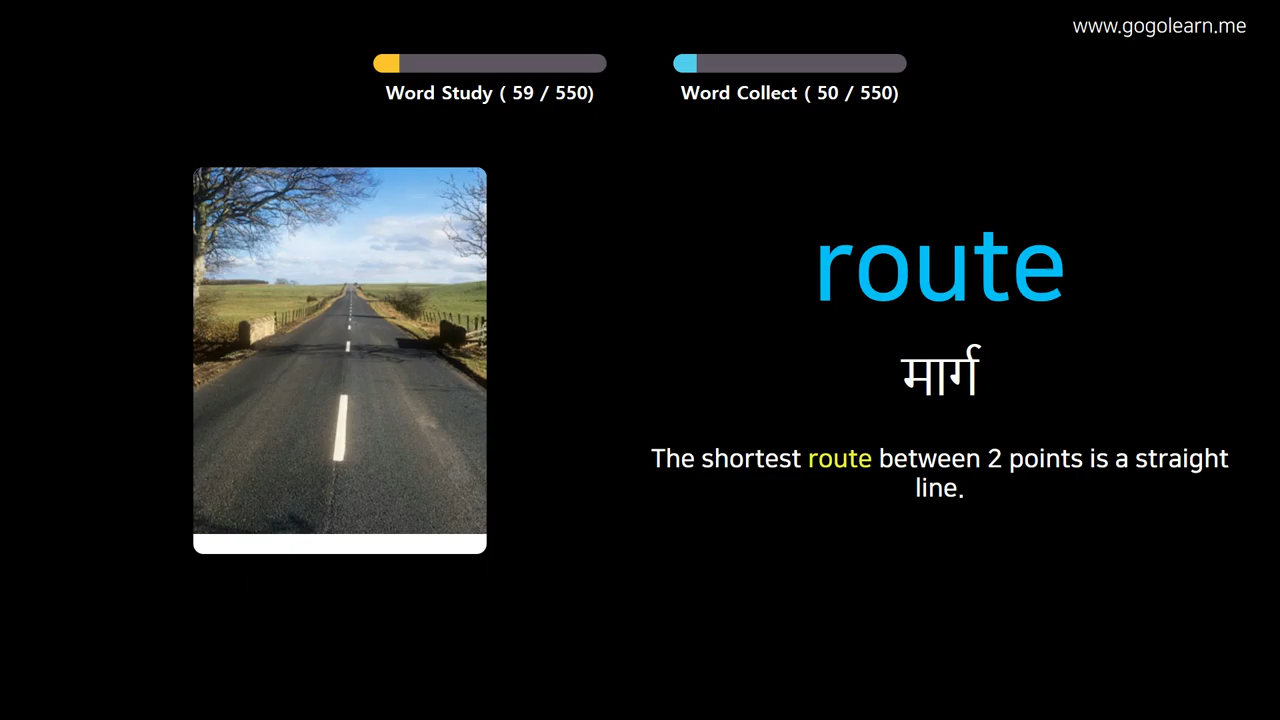 www.gogolearn.me
Word Study ( 59 / 550)
Word Collect ( 50 / 550)
route
मार्ग
The shortest route between 2 points is a straight
line.